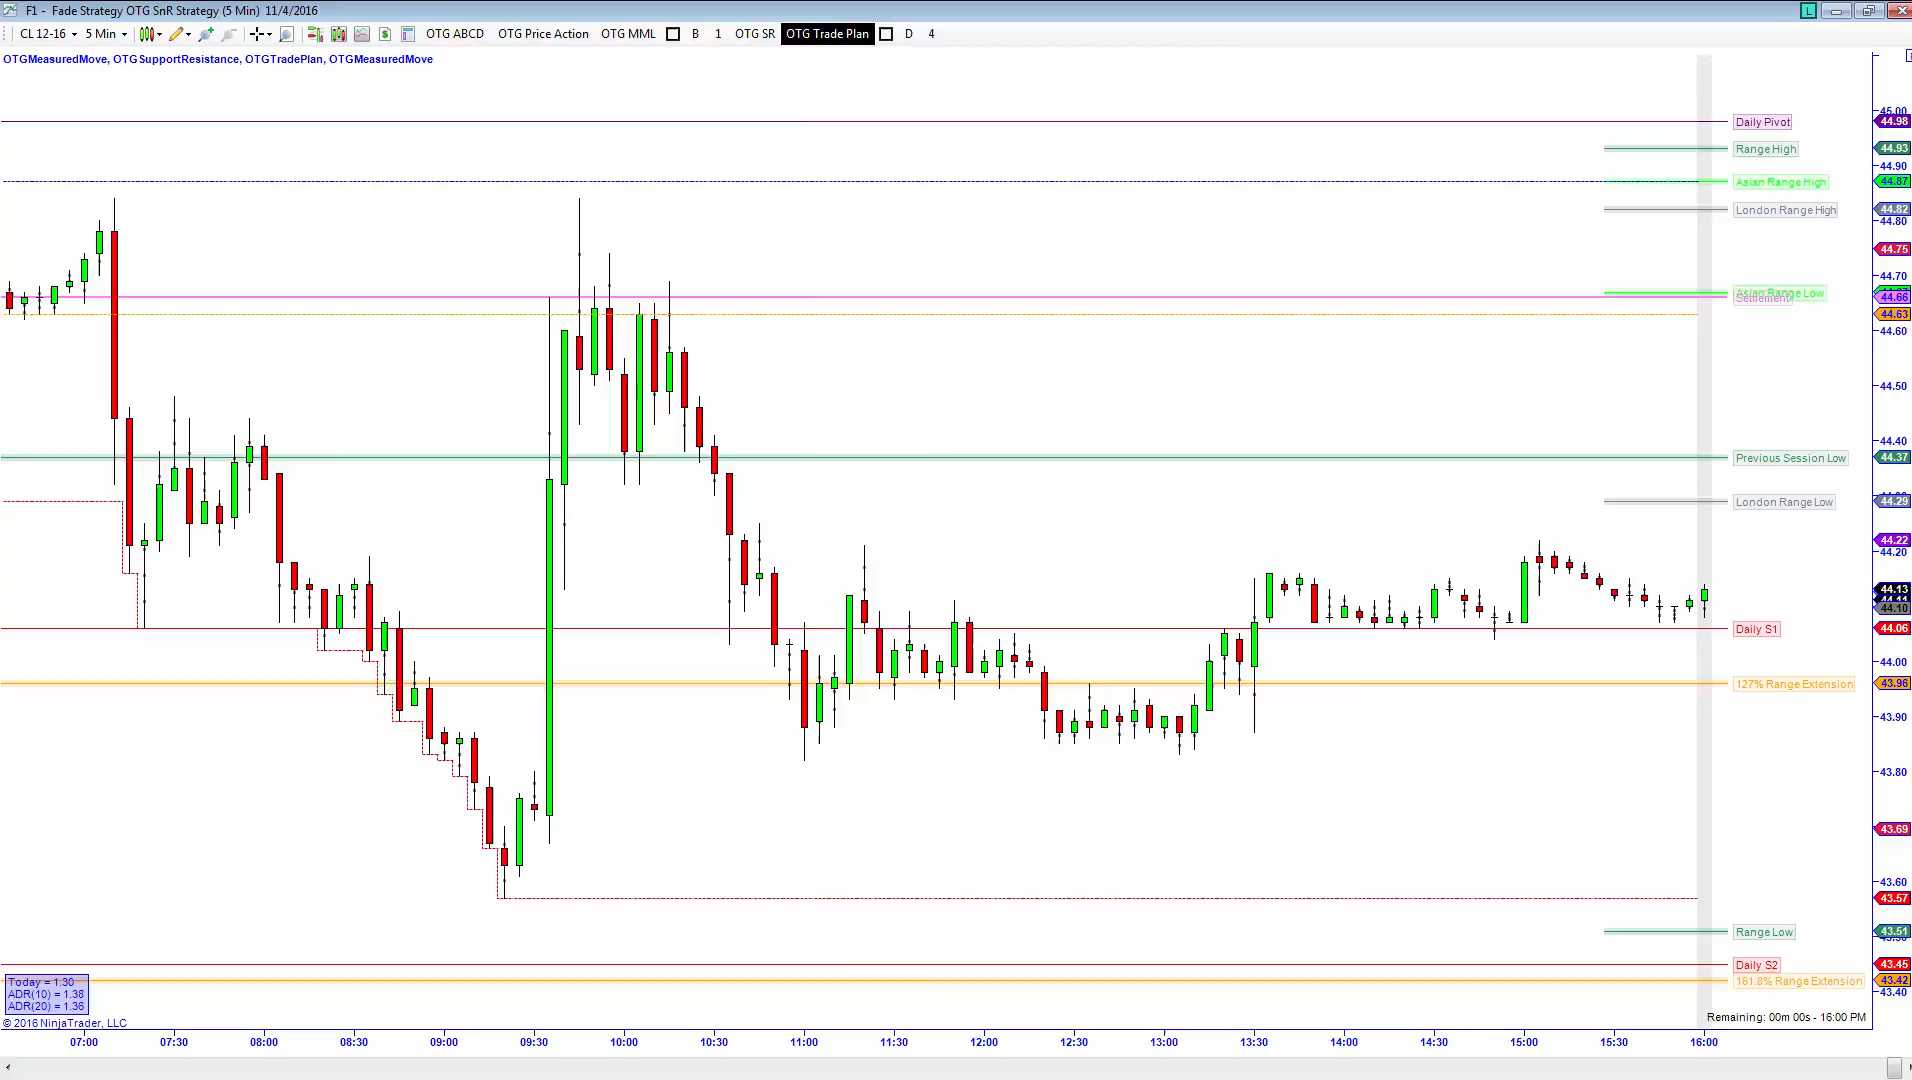 F1 - Fade Strategy OTG SnR Strategy (5 Min) 11/4/2016
L
CL 12-16 5 Min $ OTG ABCD OTG Price Action OTG MML B 1 OTG SR OTG Trade Plan D 4
OTGMeasuredMove, OTGSupportResistance, OTGTradePlan, OTGMeasuredMove
45.00
Daily Pivot 44.98
Range High 44.93
44.90
Asian Range High 44.87
London Range High 44.82
44.80
44.75
44.70
Asian Range Low
Settlement 44.66
44.63
44.60
44.50
44.40
Previous Session Low 44.37
London Range Low 44.29
44.22
44.20
44.13
44.11
44.10
Daily S1 44.06
44.00
127% Range Extension 43.96
43.90
43.80
43.69
43.60
43.57
Range Low 43.51
Daily S2 43.45
161.8% Range Extension 43.42
43.40
Today = 1.30
ADR(10) = 1.38
ADR(20) = 1.36
© 2016 NinjaTrader, LLC
Remaining: 00m 00s - 16:00 PM
07:00 07:30 08:00 08:30 09:00 09:30 10:00 10:30 11:00 11:30 12:00 12:30 13:00 13:30 14:00 14:30 15:00 15:30 16:00